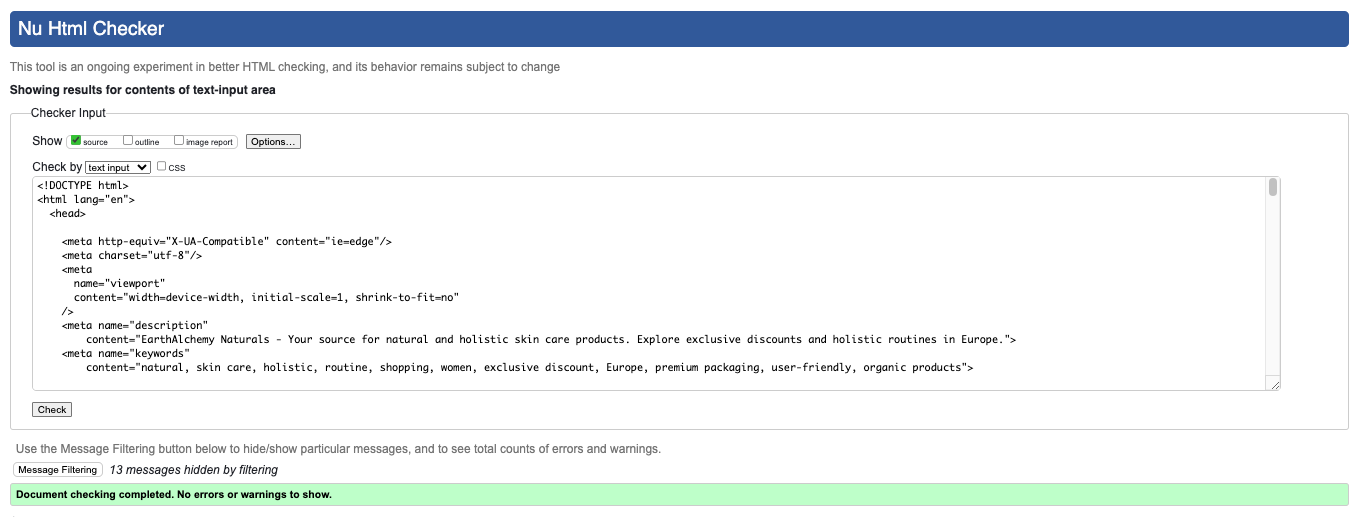 Nu Html Checker
This tool is an ongoing experiment in better HTML checking, and its behavior remains subject to change
Showing results for contents of text-input area
Checker Input
Show source outline image report Options...
Check by text input CSS
<!DOCTYPE html>
<html lang="en">
<head>
<meta http-equiv="X-UA-Compatible" content="ie=edge"/>
<meta charset="utf-8"/>
<meta
name="viewport"
content="width=device-width, initial-scale=1, shrink-to-fit=no"
/>
<meta name="description"
content="EarthAlchemy Naturals - Your source for natural and holistic skin care products. Explore exclusive discounts and holistic routines in Europe.">
<meta name="keywords"
content="natural, skin care, holistic, routine, shopping, women, exclusive discount, Europe, premium packaging, user-friendly, organic products">
Check
Use the Message Filtering button below to hide/show particular messages, and to see total counts of errors and warnings.
Message Filtering 13 messages hidden by filtering
Document checking completed. No errors or warnings to show.